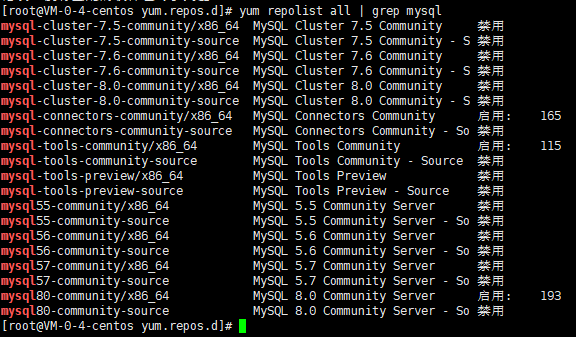 [root@VM-0-4-centos yum.repos.d]# yum repolist all | grep mysql
mysql-cluster-7.5-community/x86_64 MySQL Cluster 7.5 Community 禁用
mysql-cluster-7.5-community-source MySQL Cluster 7.5 Community - S 禁用
mysql-cluster-7.6-community/x86_64 MySQL Cluster 7.6 Community 禁用
mysql-cluster-7.6-community-source MySQL Cluster 7.6 Community - S 禁用
mysql-cluster-8.0-community/x86_64 MySQL Cluster 8.0 Community 禁用
mysql-cluster-8.0-community-source MySQL Cluster 8.0 Community - S 禁用
mysql-connectors-community/x86_64 MySQL Connectors Community 启用: 165
mysql-connectors-community-source MySQL Connectors Community - So 禁用
mysql-tools-community/x86_64 MySQL Tools Community 启用: 115
mysql-tools-community-source MySQL Tools Community - Source 禁用
mysql-tools-preview/x86_64 MySQL Tools Preview 禁用
mysql-tools-preview-source MySQL Tools Preview - Source 禁用
mysql55-community/x86_64 MySQL 5.5 Community Server 禁用
mysql55-community-source MySQL 5.5 Community Server - So 禁用
mysql56-community/x86_64 MySQL 5.6 Community Server 禁用
mysql56-community-source MySQL 5.6 Community Server - So 禁用
mysql57-community/x86_64 MySQL 5.7 Community Server 禁用
mysql57-community-source MySQL 5.7 Community Server - So 禁用
mysql80-community/x86_64 MySQL 8.0 Community Server 启用: 193
mysql80-community-source MySQL 8.0 Community Server - So 禁用
[root@VM-0-4-centos yum.repos.d]#